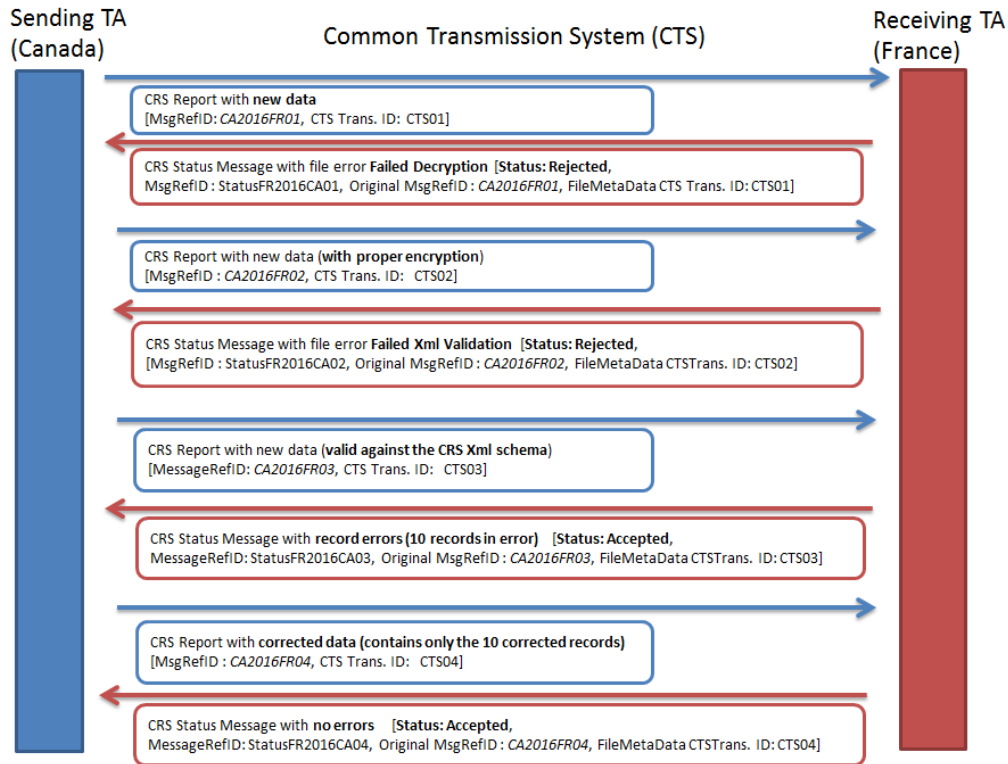 Sending TA
(Canada)
Common Transmission System (CTS)
Receiving TA
(France)
CRS Report with new data
[MsgRefID: CA2016FR01, CTS Trans. ID: CTS01]
CRS Status Message with file error Failed Decryption [Status: Rejected,
MsgRefID : StatusFR2016CA01, Original MsgRefID : CA2016FR01, FileMetaData CTS Trans. ID: CTS01]
CRS Report with new data (with proper encryption)
[MsgRefID : CA2016FR02, CTS Trans. ID: CTS02]
CRS Status Message with file error Failed Xml Validation [Status: Rejected,
[MsgRefID : StatusFR2016CA02, Original MsgRefID : CA2016FR02, FileMetaData CTSTrans. ID: CTS02]
CRS Report with new data (valid against the CRS Xml schema)
[MessageRefID: CA2016FR03, CTS Trans. ID: CTS03]
CRS Status Message with record errors (10 records in error) [Status: Accepted,
MessageRefID: StatusFR2016CA03, Original MsgRefID : CA2016FR03, FileMetaData CTSTrans. ID: CTS03]
CRS Report with corrected data (contains only the 10 corrected records)
[MsgRefID : CA2016FR04, CTS Trans. ID: CTS04]
CRS Status Message with no errors [Status: Accepted,
MessageRefID: StatusFR2016CA04, Original MsgRefID : CA2016FR04, FileMetaData CTSTrans. ID: CTS04]